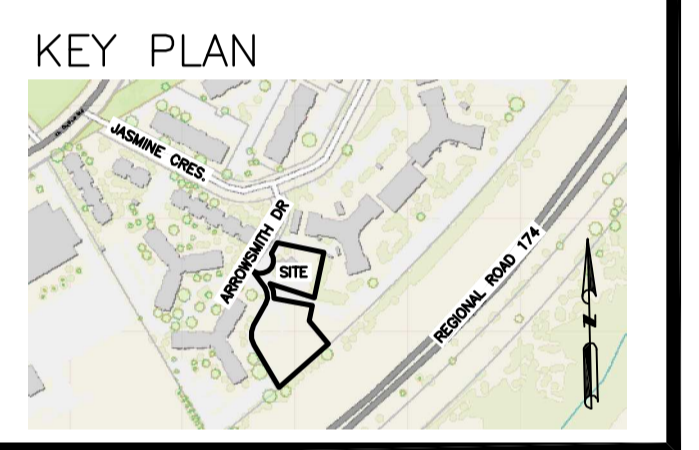 KEY PLAN
JASMINE CRES.
ARROWSMITH DR
SITE
REGIONAL ROAD 174
N